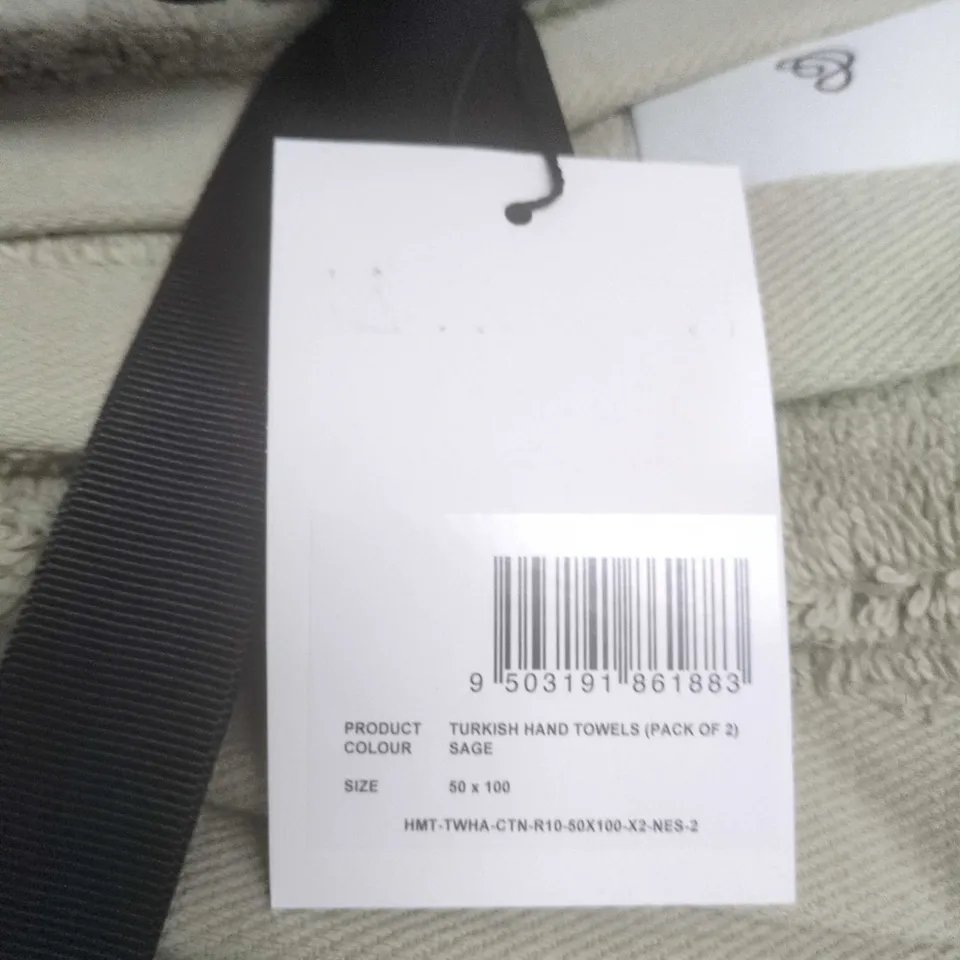 9 503191 861883
PRODUCT TURKISH HAND TOWELS (PACK OF 2)
COLOUR SAGE
SIZE 50 x 100
HMT-TWHA-CTN-R10-50X100-X2-NES-2